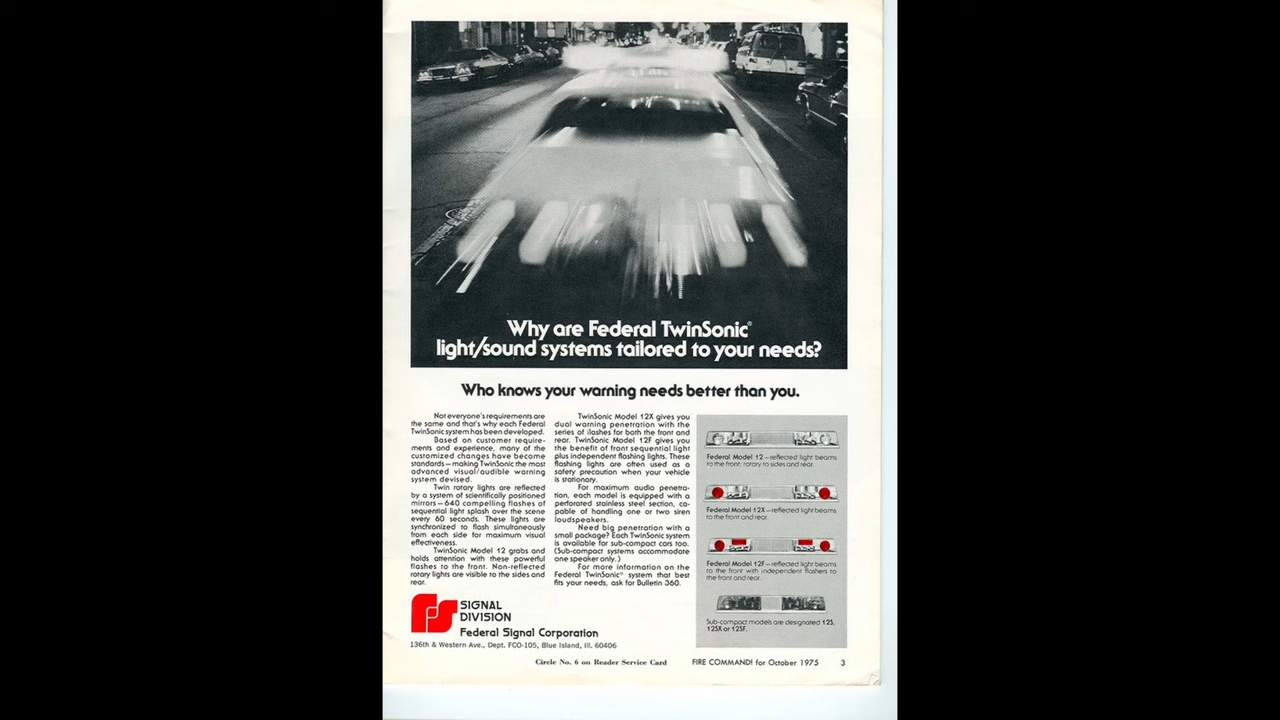 Why are Federal TwinSonic®
light/sound systems tailored to your needs?
Who knows your warning needs better than you.
Not everyone's requirements are
the same and that's why each Federal
TwinSonic system has been developed.
Based on customer require-
ments and experience, many of the
customized changes have become
standards—making TwinSonic the most
advanced visual/audible warning
system devised.
Twin rotary lights are reflected
by a system of scientifically positioned
mirrors—640 compelling flashes of
sequential light splash over the scene
every 60 seconds. These lights are
synchronized to flash simultaneously
from each side for maximum visual
effectiveness.
TwinSonic Model 12 grabs and
holds attention with these powerful
flashes to the front. Non-reflected
rotary lights are visible to the sides and
rear.
TwinSonic Model 12X gives you
dual warning penetration with the
series of flashes for both the front and
rear. TwinSonic Model 12F gives you
the benefit of front sequential light
plus independent flashing lights. These
flashing lights are often used as a
safety precaution when your vehicle
is stationary.
For maximum audio penetra-
tion, each model is equipped with a
perforated stainless steel section, ca-
pable of handling one or two siren
loudspeakers.
Need big penetration with a
small package? Each TwinSonic system
is available for sub-compact cars too.
(Sub-compact systems accommodate
one speaker only.)
For more information on the
Federal TwinSonic® system that best
fits your needs, ask for Bulletin 360.
Federal Model 12—reflected light beams
to the front: rotary to sides and rear.
Federal Model 12X—reflected light beams
to the front and rear.
Federal Model 12F—reflected light beams
to the front with independent flashers to
the front and rear.
Sub-compact models are designated 12S,
12SX or 12SF.
SIGNAL
DIVISION
Federal Signal Corporation
136th & Western Ave., Dept. FCO-105, Blue Island, Ill. 60406
Circle No. 6 on Reader Service Card
FIRE COMMAND! for October 1975 3